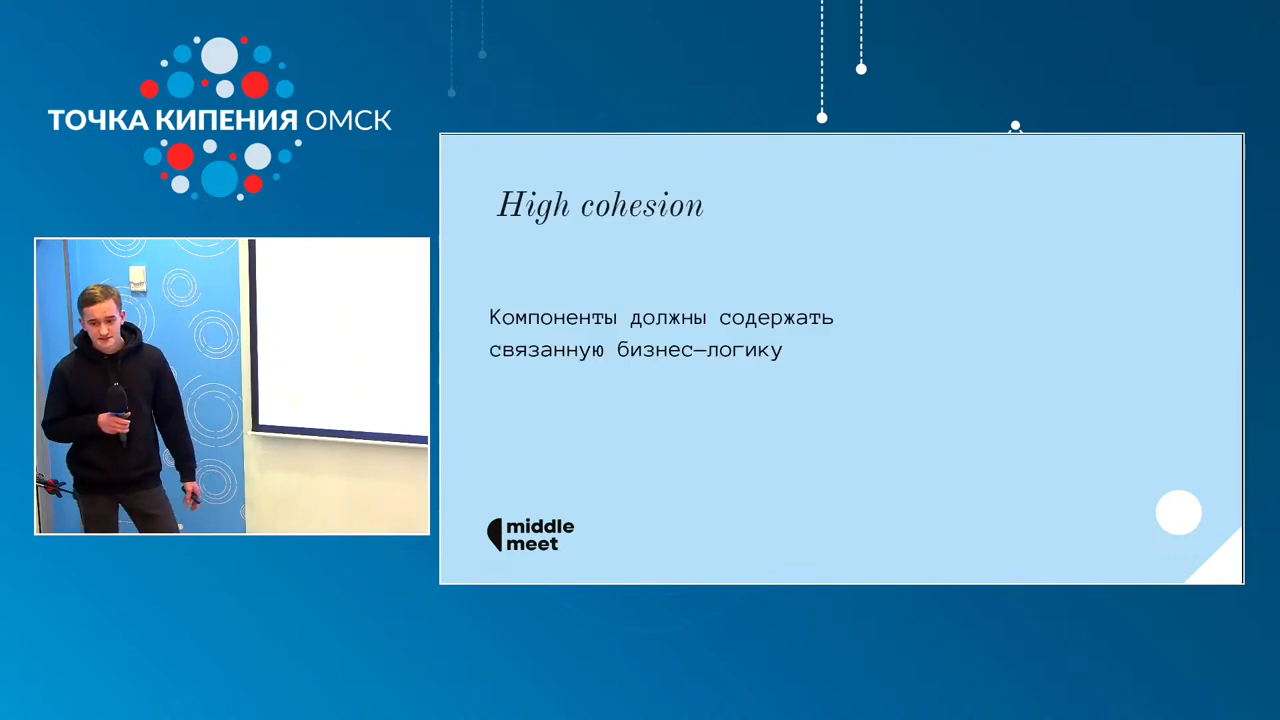 ТОЧКА КИПЕНИЯ ОМСК
High cohesion
Компоненты должны содержать
связанную бизнес-логику
middle
meet